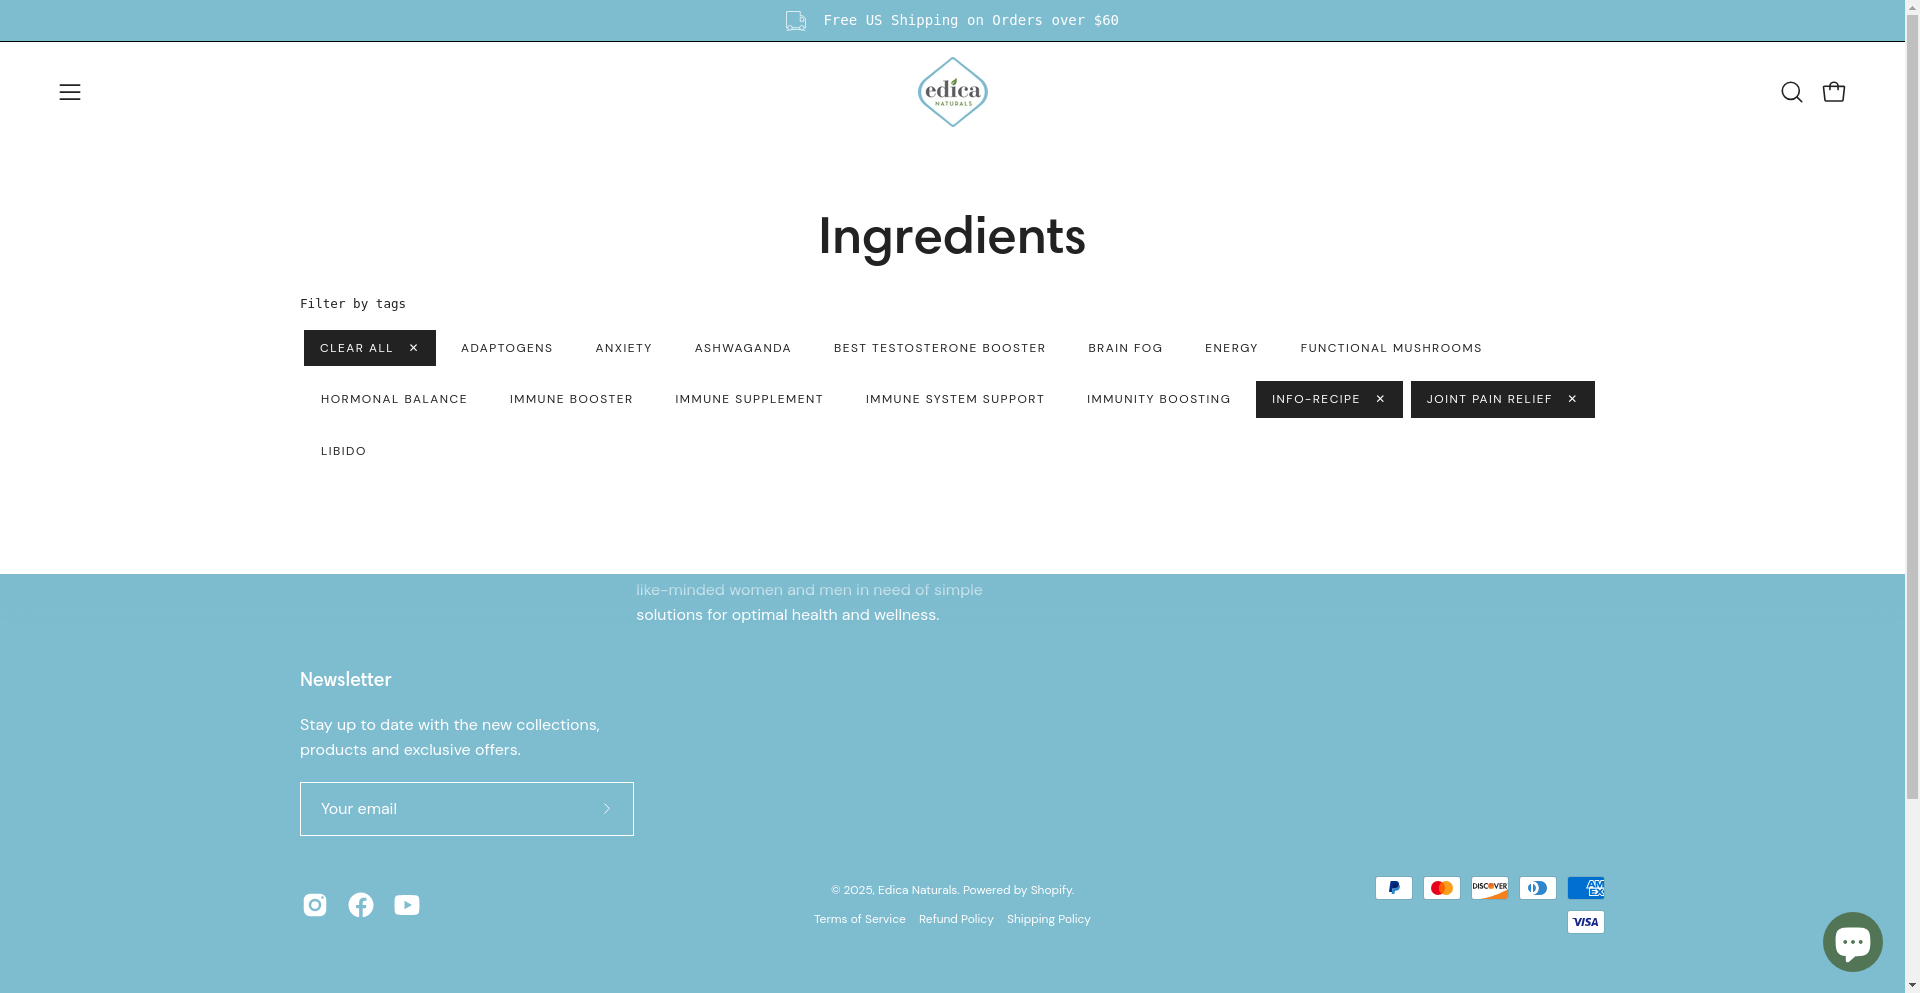 Free US Shipping on Orders over $60
edica
NATURALS
Ingredients
Filter by tags
CLEAR ALL ✕
ADAPTOGENS
ANXIETY
ASHWAGANDA
BEST TESTOSTERONE BOOSTER
BRAIN FOG
ENERGY
FUNCTIONAL MUSHROOMS
HORMONAL BALANCE
IMMUNE BOOSTER
IMMUNE SUPPLEMENT
IMMUNE SYSTEM SUPPORT
IMMUNITY BOOSTING
INFO-RECIPE ✕
JOINT PAIN RELIEF ✕
LIBIDO
like-minded women and men in need of simple
solutions for optimal health and wellness.
Newsletter
Stay up to date with the new collections,
products and exclusive offers.
Your email
© 2025, Edica Naturals. Powered by Shopify.
Terms of Service Refund Policy Shipping Policy
DISCOVER
AM
EX
VISA